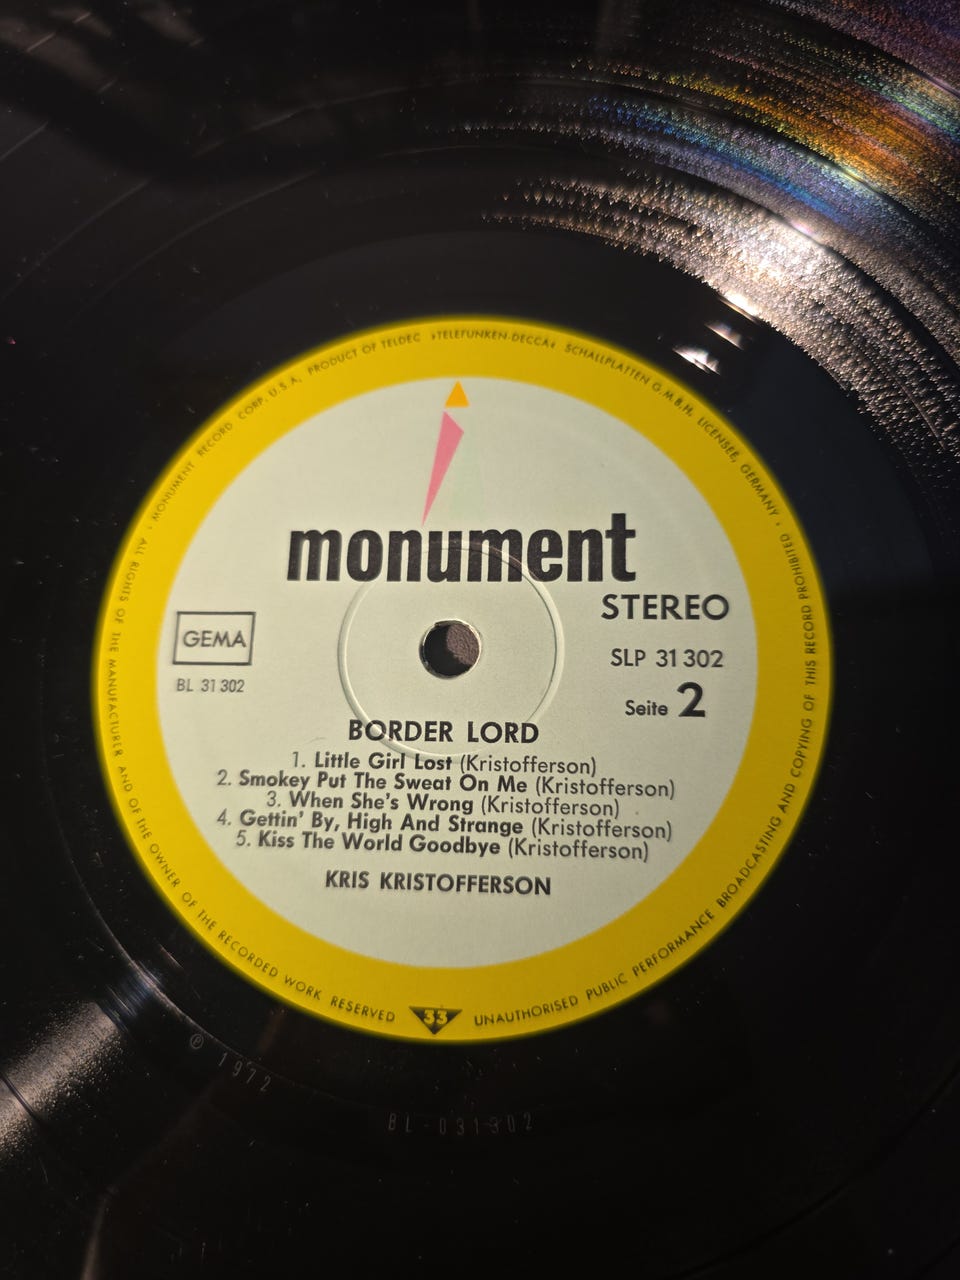 • MONUMENT RECORD CORP. U.S.A. PRODUCT OF TELDEC »TELEFUNKEN-DECCA« SCHALLPLATTEN G.M.B.H. LICENSEE, GERMANY •
monument
STEREO
GEMA
SLP 31 302
BL 31 302
Seite 2
BORDER LORD
1. Little Girl Lost (Kristofferson)
2. Smokey Put The Sweat On Me (Kristofferson)
3. When She's Wrong (Kristofferson)
4. Gettin' By, High And Strange (Kristofferson)
5. Kiss The World Goodbye (Kristofferson)
KRIS KRISTOFFERSON
ALL RIGHTS OF THE MANUFACTURER AND OF THE OWNER OF THE RECORDED WORK RESERVED
33
UNAUTHORISED PUBLIC PERFORMANCE BROADCASTING AND COPYING OF THIS RECORD PROHIBITED
℗ 1972
BL-031302